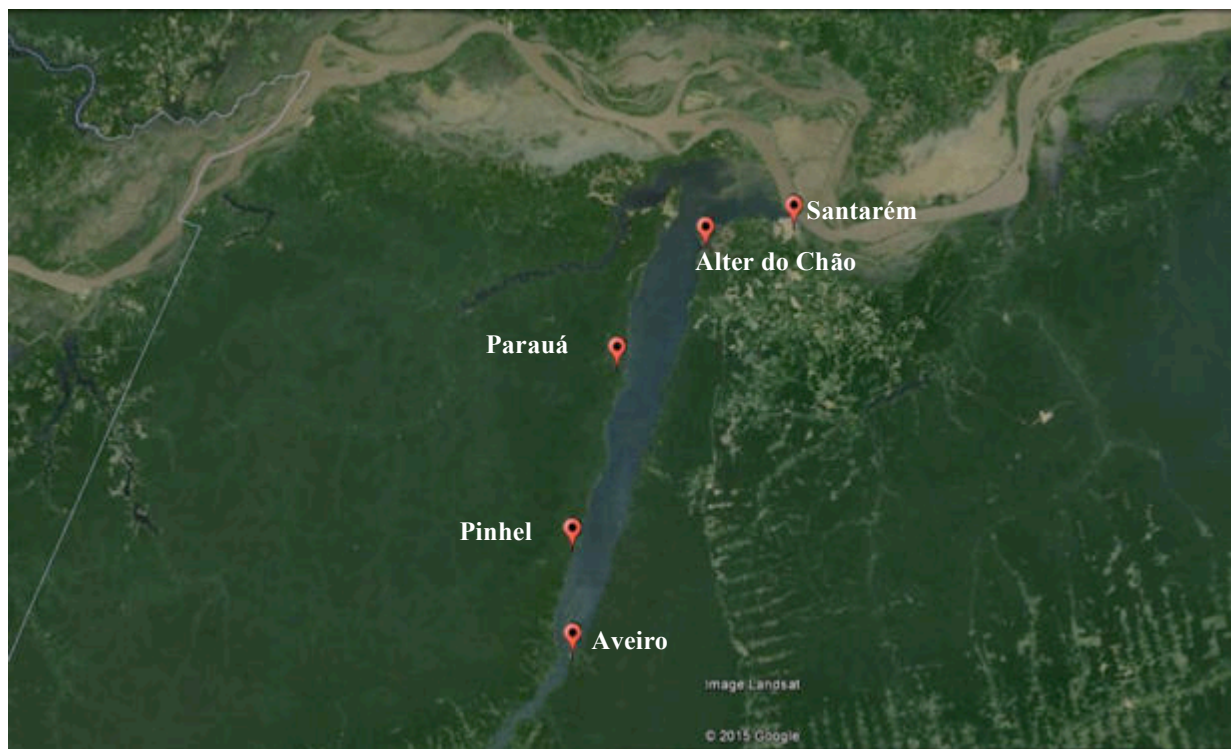 Santarém
Alter do Chão
Parauá
Pinhel
Aveiro
Image Landsat
© 2015 Google